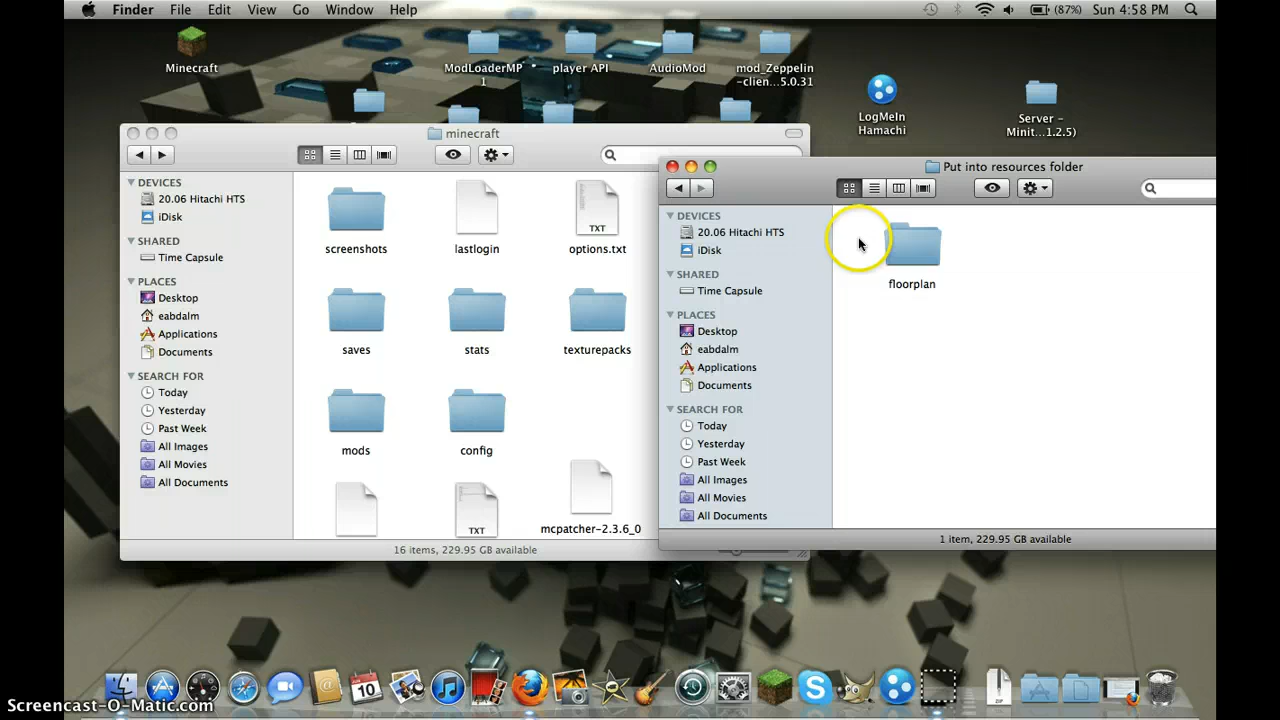 Finder File Edit View Go Window Help (87%) Sun 4:58 PM
Minecraft
ModLoaderMP 1
player API
AudioMod
mod_Zeppelin -clien...5.0.31
LogMeIn Hamachi
Server - Minit...1.2.5)
minecraft
DEVICES
20.06 Hitachi HTS
iDisk
SHARED
Time Capsule
PLACES
Desktop
eabdalm
Applications
Documents
SEARCH FOR
Today
Yesterday
Past Week
All Images
All Movies
All Documents
screenshots
lastlogin
TXT
options.txt
saves
stats
texturepacks
mods
config
TXT
mcpatcher-2.3.6_0
16 items, 229.95 GB available
Put into resources folder
DEVICES
20.06 Hitachi HTS
iDisk
SHARED
Time Capsule
PLACES
Desktop
eabdalm
Applications
Documents
SEARCH FOR
Today
Yesterday
Past Week
All Images
All Movies
All Documents
floorplan
1 item, 229.95 GB available
10
ZIP
Screencast-O-Matic.com